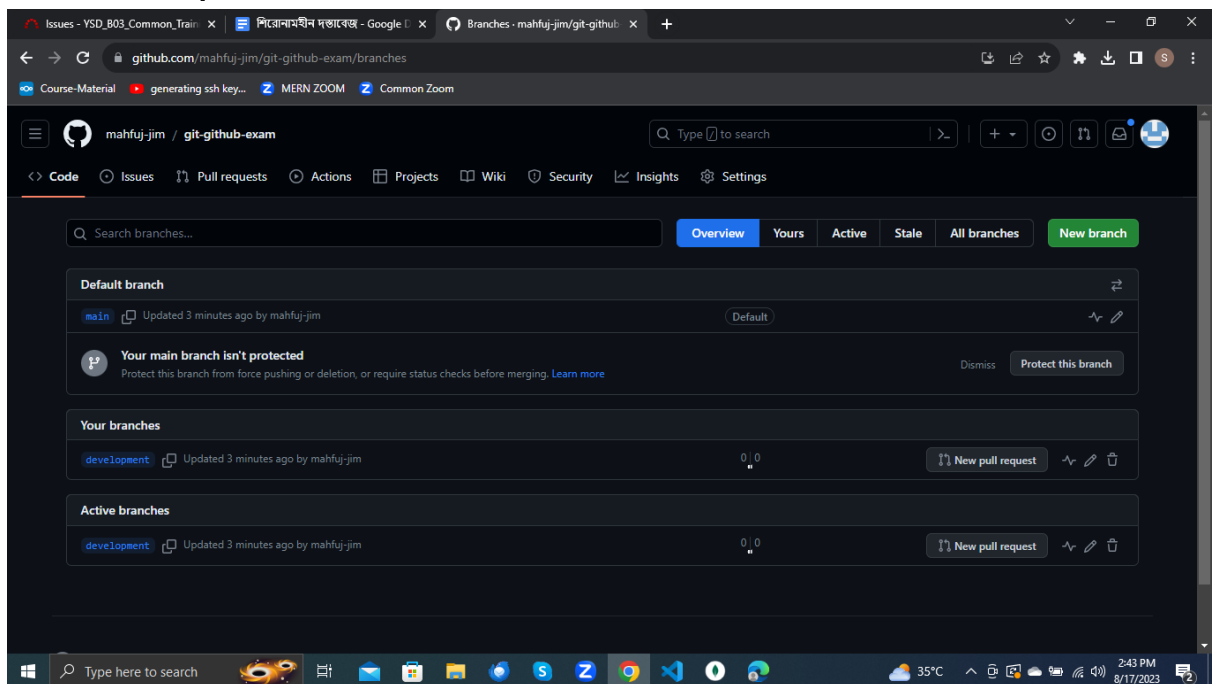 Issues - YSD_B03_Common_Train
শিরোনামহীন দস্তাবেজ - Google D
Branches · mahfuj-jim/git-github
github.com/mahfuj-jim/git-github-exam/branches
S
Course-Material
generating ssh key...
MERN ZOOM
Common Zoom
mahfuj-jim / git-github-exam
Type / to search
Code
Issues
Pull requests
Actions
Projects
Wiki
Security
Insights
Settings
Search branches...
Overview
Yours
Active
Stale
All branches
New branch
Default branch
main Updated 3 minutes ago by mahfuj-jim
Default
Your main branch isn't protected
Protect this branch from force pushing or deletion, or require status checks before merging. Learn more
Dismiss
Protect this branch
Your branches
development Updated 3 minutes ago by mahfuj-jim
0 | 0
New pull request
Active branches
development Updated 3 minutes ago by mahfuj-jim
0 | 0
New pull request
Type here to search
35°C
2:43 PM
8/17/2023
2